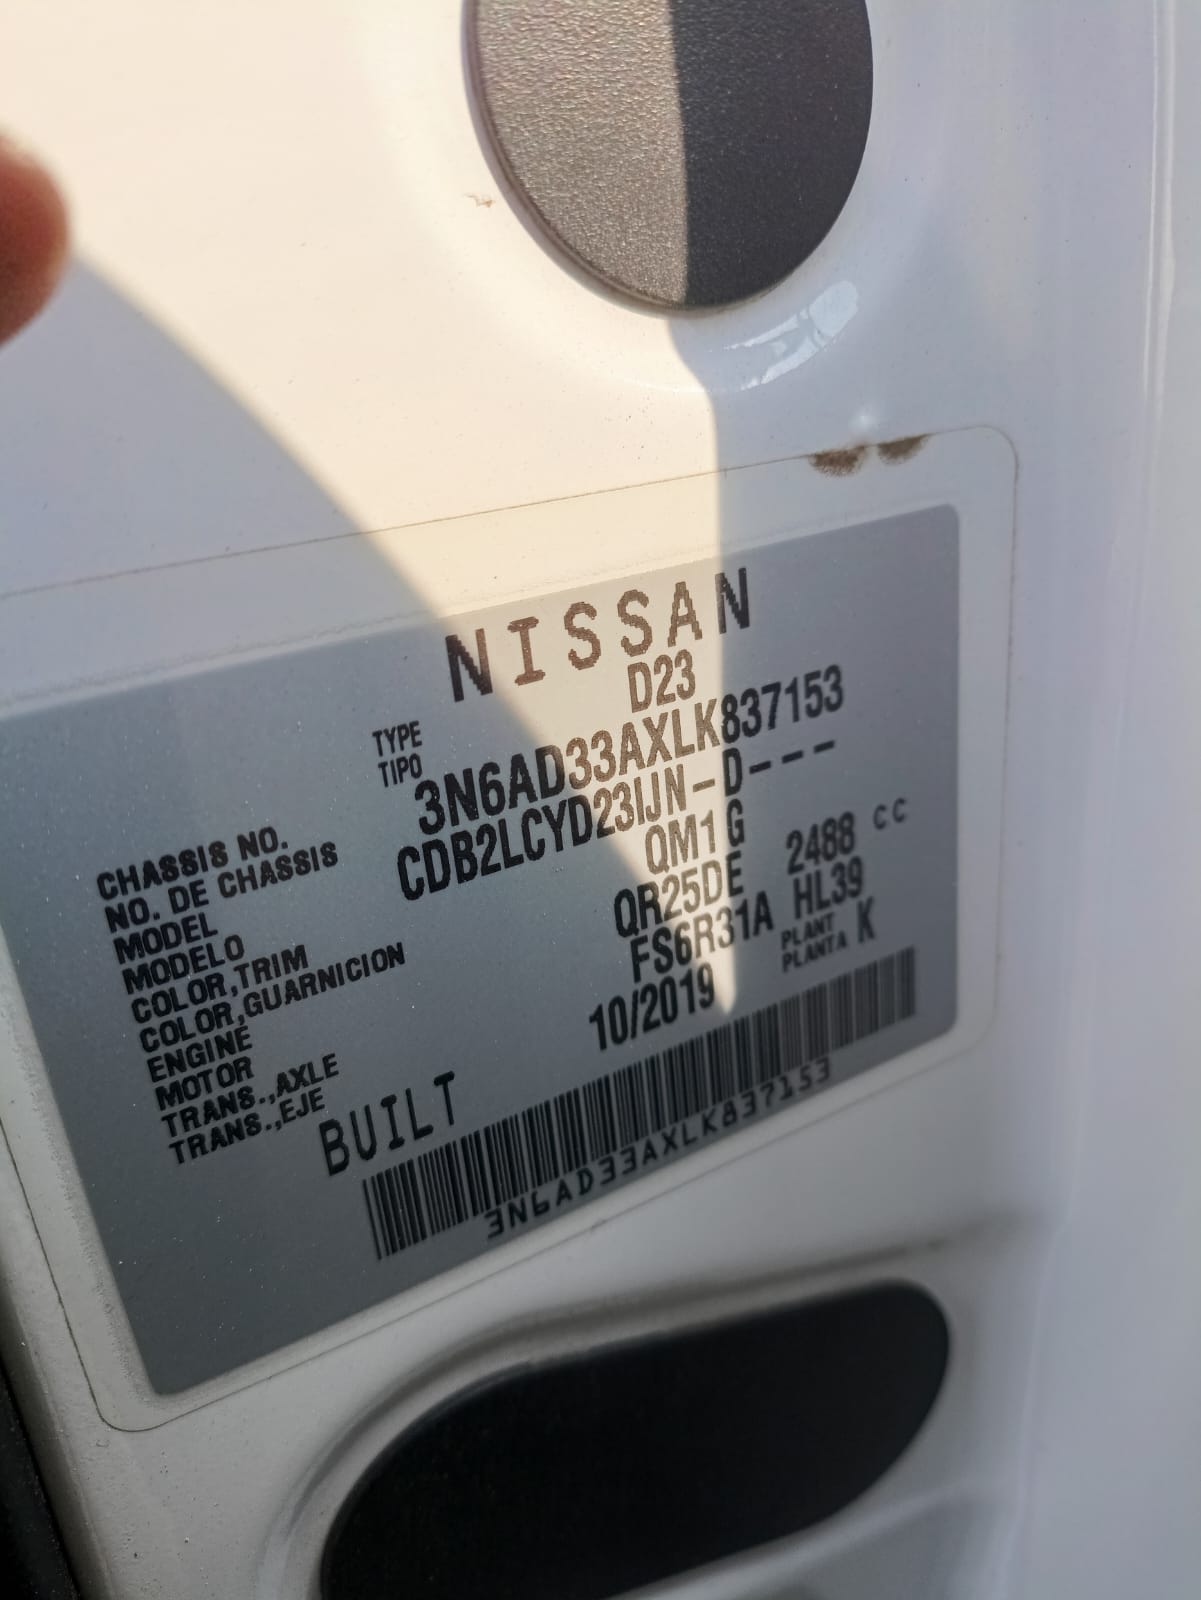 NISSAN
TYPE
TIPO
D23
CHASSIS NO.
NO. DE CHASSIS
3N6AD33AXLK837153
MODEL
MODELO
CDB2LCYD23IJN-D---
COLOR,TRIM
COLOR,GUARNICION
QM1 G
ENGINE
MOTOR
QR25DE 2488 CC
TRANS.,AXLE
TRANS.,EJE
FS6R31A HL39
PLANT
PLANTA K
BUILT 10/2019
3N6AD33AXLK837153